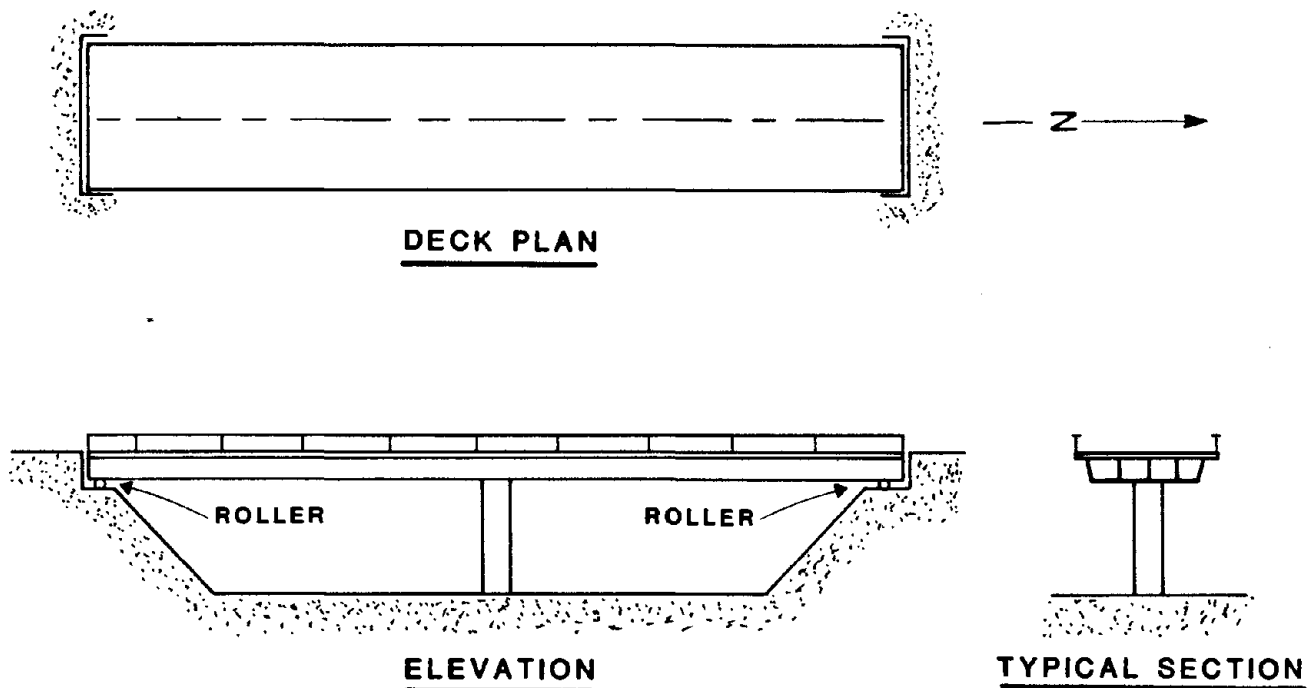 N
DECK PLAN
ROLLER
ROLLER
ELEVATION
TYPICAL SECTION